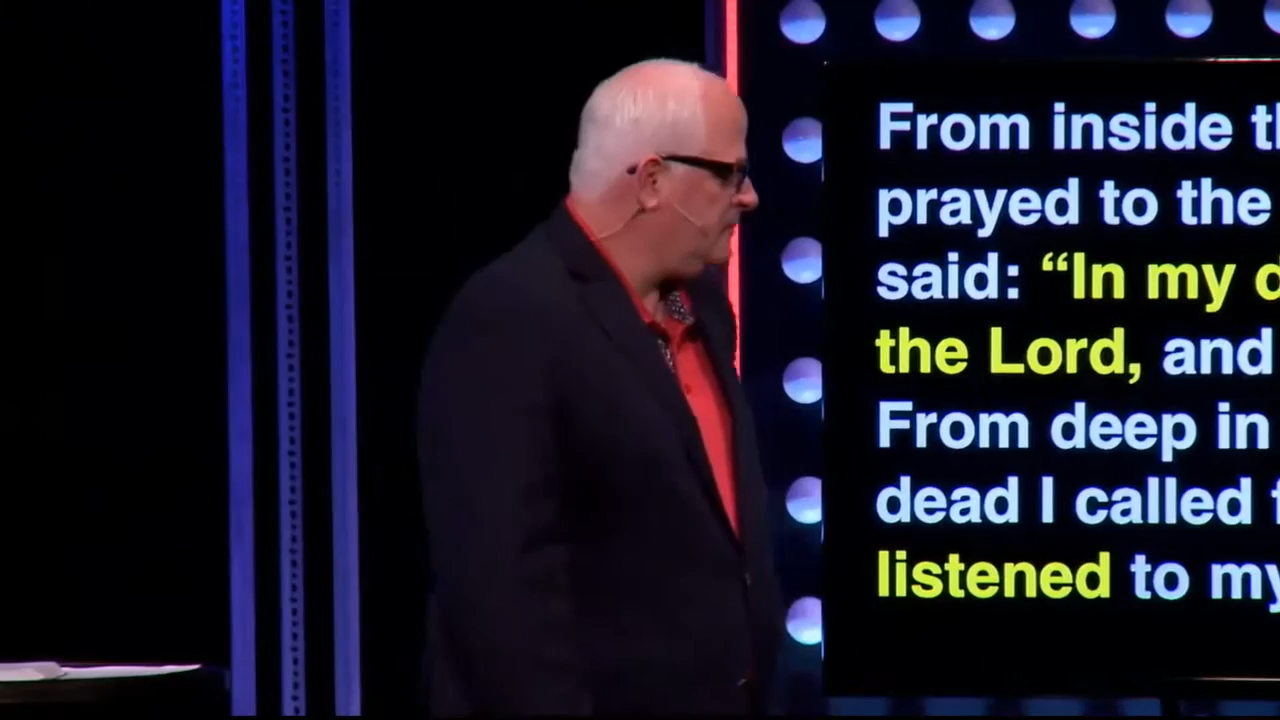 From inside
prayed to the
said: “In my
the Lord, and
From deep in
dead I called
listened to my